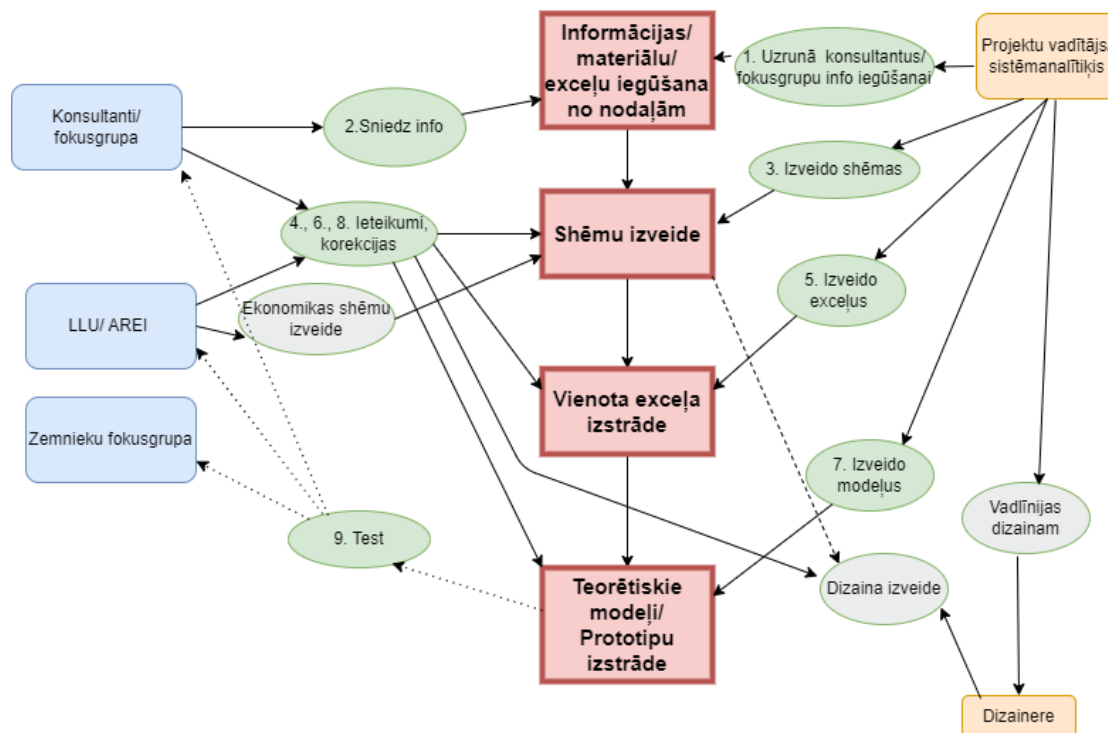 Informācijas/
materiālu/
exceļu iegūšana
no nodaļām
1. Uzrunā konsultantus/
fokusgrupu info iegūšanai
Projektu vadītājs/
sistēmanalītiķis
Konsultanti/
fokusgrupa
2.Sniedz info
3. Izveido shēmas
4., 6., 8. Ieteikumi,
korekcijas
Shēmu izveide
LLU/ AREI
Ekonomikas shēmu
izveide
5. Izveido
exceļus
Zemnieku fokusgrupa
Vienota exceļa
izstrāde
7. Izveido
modeļus
Vadlīnijas
dizainam
9. Test
Teorētiskie
modeļi/
Prototipu
izstrāde
Dizaina izveide
Dizainere